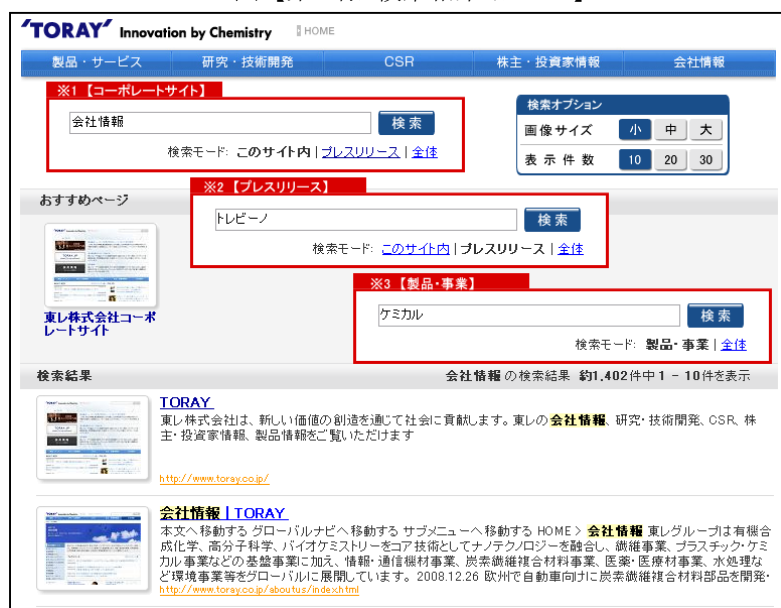 'TORAY' Innovation by Chemistry HOME
製品・サービス 研究・技術開発 CSR 株主・投資家情報 会社情報
※1 【コーポレートサイト】
会社情報 検索
検索モード: このサイト内 | プレスリリース | 全体
検索オプション
画像サイズ 小 中 大
表示件数 10 20 30
おすすめページ
※2 【プレスリリース】
トレビーノ 検索
検索モード: このサイト内 | プレスリリース | 全体
※3 【製品・事業】
ケミカル 検索
検索モード: 製品・事業 | 全体
東レ株式会社コーポ
レートサイト
検索結果 会社情報 の検索結果 約1,402件中 1 - 10件を表示
TORAY
東レ株式会社は、新しい価値の創造を通じて社会に貢献します。東レの会社情報、研究・技術開発、CSR、株
主・投資家情報、製品情報をご覧いただけます
http://www.toray.co.jp/
会社情報 | TORAY
本文へ移動する グローバルナビへ移動する サブメニューへ移動する HOME > 会社情報 東レグループは有機合
成化学、高分子科学、バイオケミストリーをコア技術としてナノテクノロジーを融合し、繊維事業、プラスチック・ケミ
カル事業などの基盤事業に加え、情報・通信機材事業、炭素繊維複合材料事業、医薬・医療材事業、水処理な
ど環境事業等をグローバルに展開しています。 2008.12.26 欧州で自動車向けに炭素繊維複合材料部品を開発・
http://www.toray.co.jp/aboutus/index.html